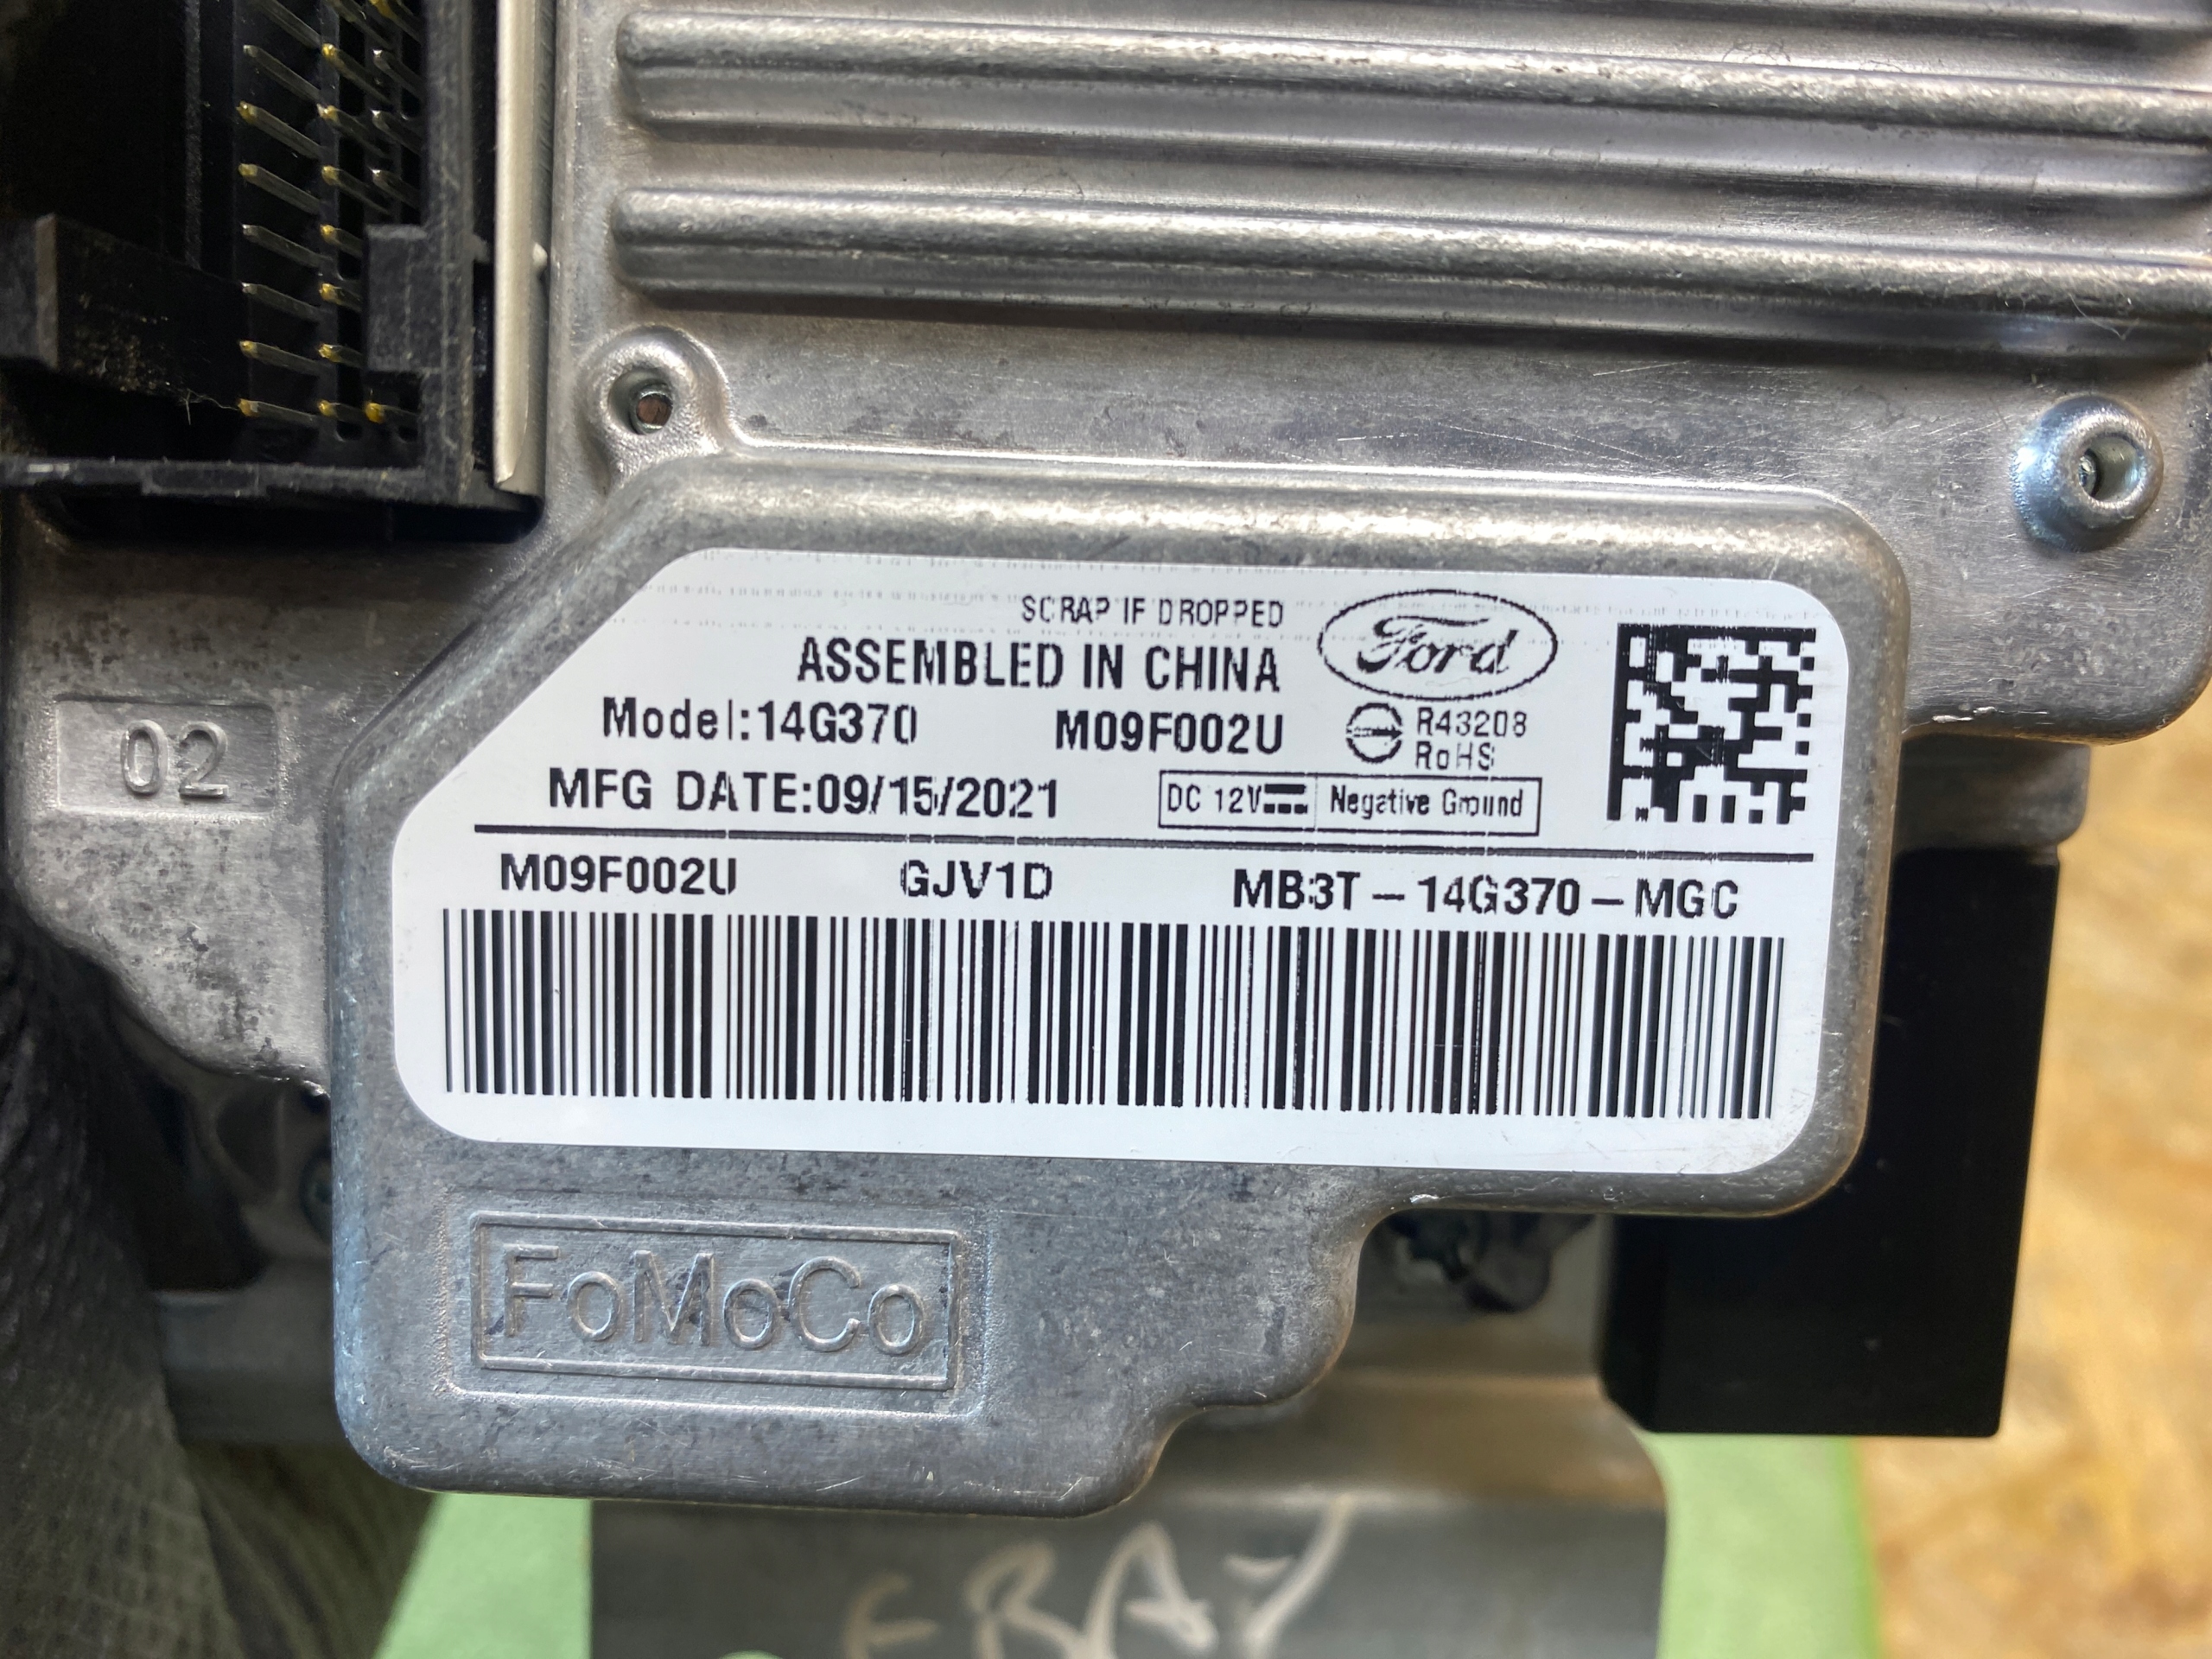 SCRAP IF DROPPED
Ford
ASSEMBLED IN CHINA
Model:14G370 M09F002U R43208
RoHS
MFG DATE:09/15/2021 DC 12V Negative Ground
M09F002U GJV1D MB3T-14G370-MGC
02
FoMoCo